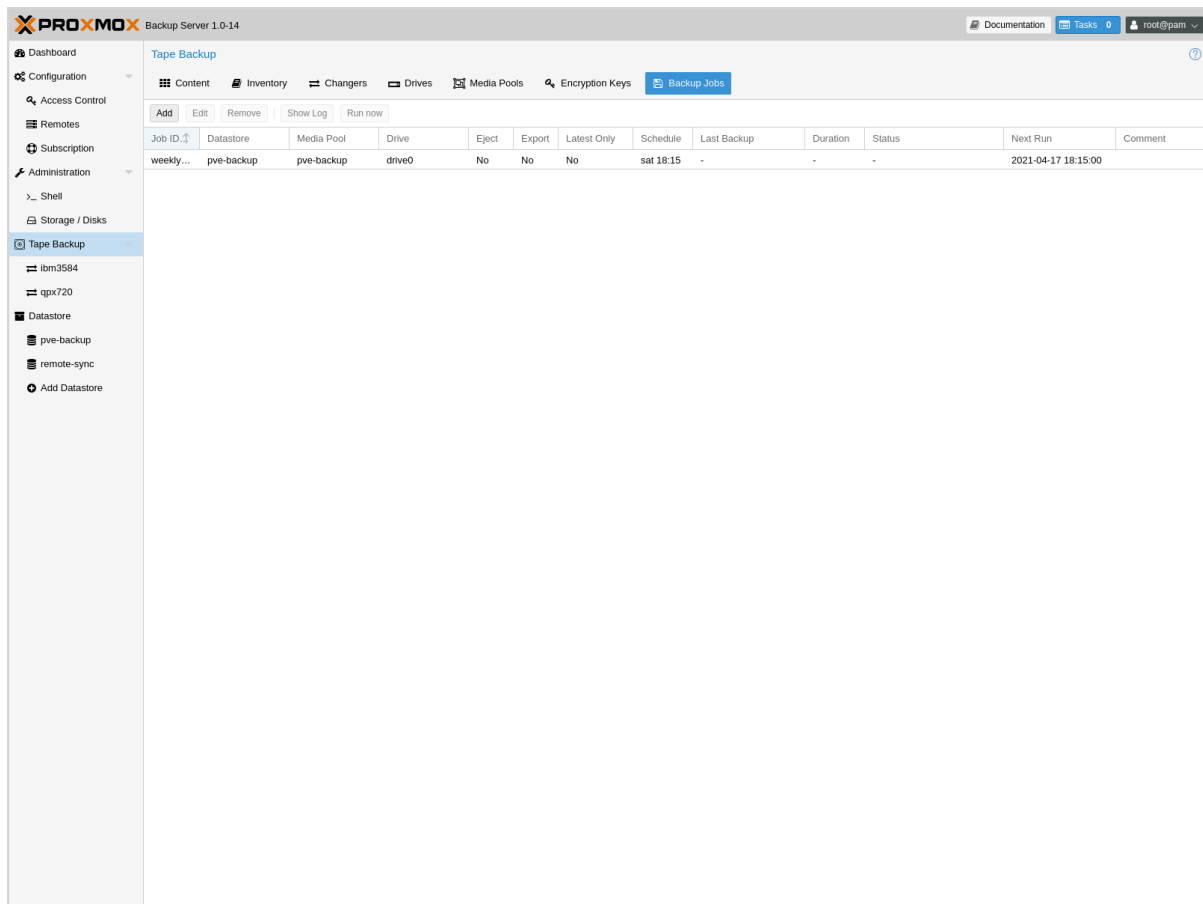 PROXMOX Backup Server 1.0-14 Documentation Tasks 0 root@pam
Dashboard
Configuration
Access Control
Remotes
Subscription
Administration
>_ Shell
Storage / Disks
Tape Backup
ibm3584
qpx720
Datastore
pve-backup
remote-sync
Add Datastore
Tape Backup ?
Content Inventory Changers Drives Media Pools Encryption Keys Backup Jobs
Add Edit Remove Show Log Run now
Job ID Datastore Media Pool Drive Eject Export Latest Only Schedule Last Backup Duration Status Next Run Comment
weekly... pve-backup pve-backup drive0 No No No sat 18:15 - - - 2021-04-17 18:15:00